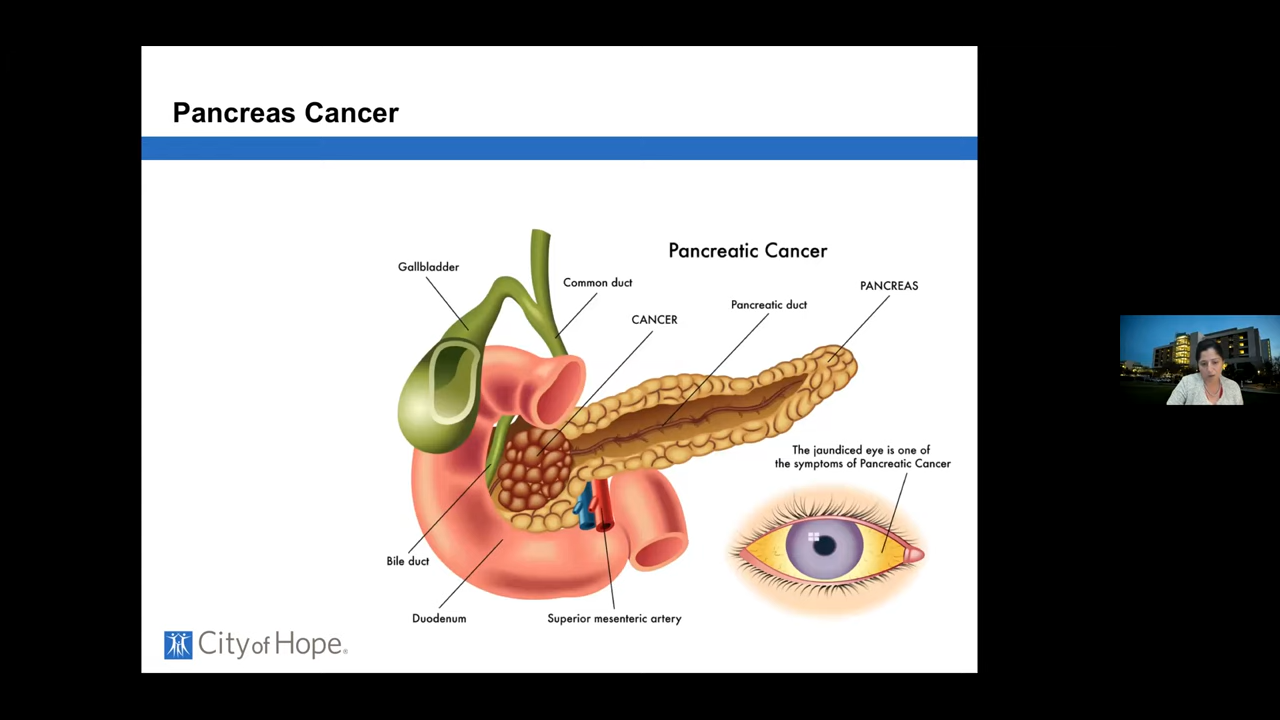 Pancreas Cancer
Pancreatic Cancer
Gallbladder
Common duct
PANCREAS
Pancreatic duct
CANCER
The jaundiced eye is one of
the symptoms of Pancreatic Cancer
Bile duct
Duodenum
Superior mesenteric artery
City of Hope®